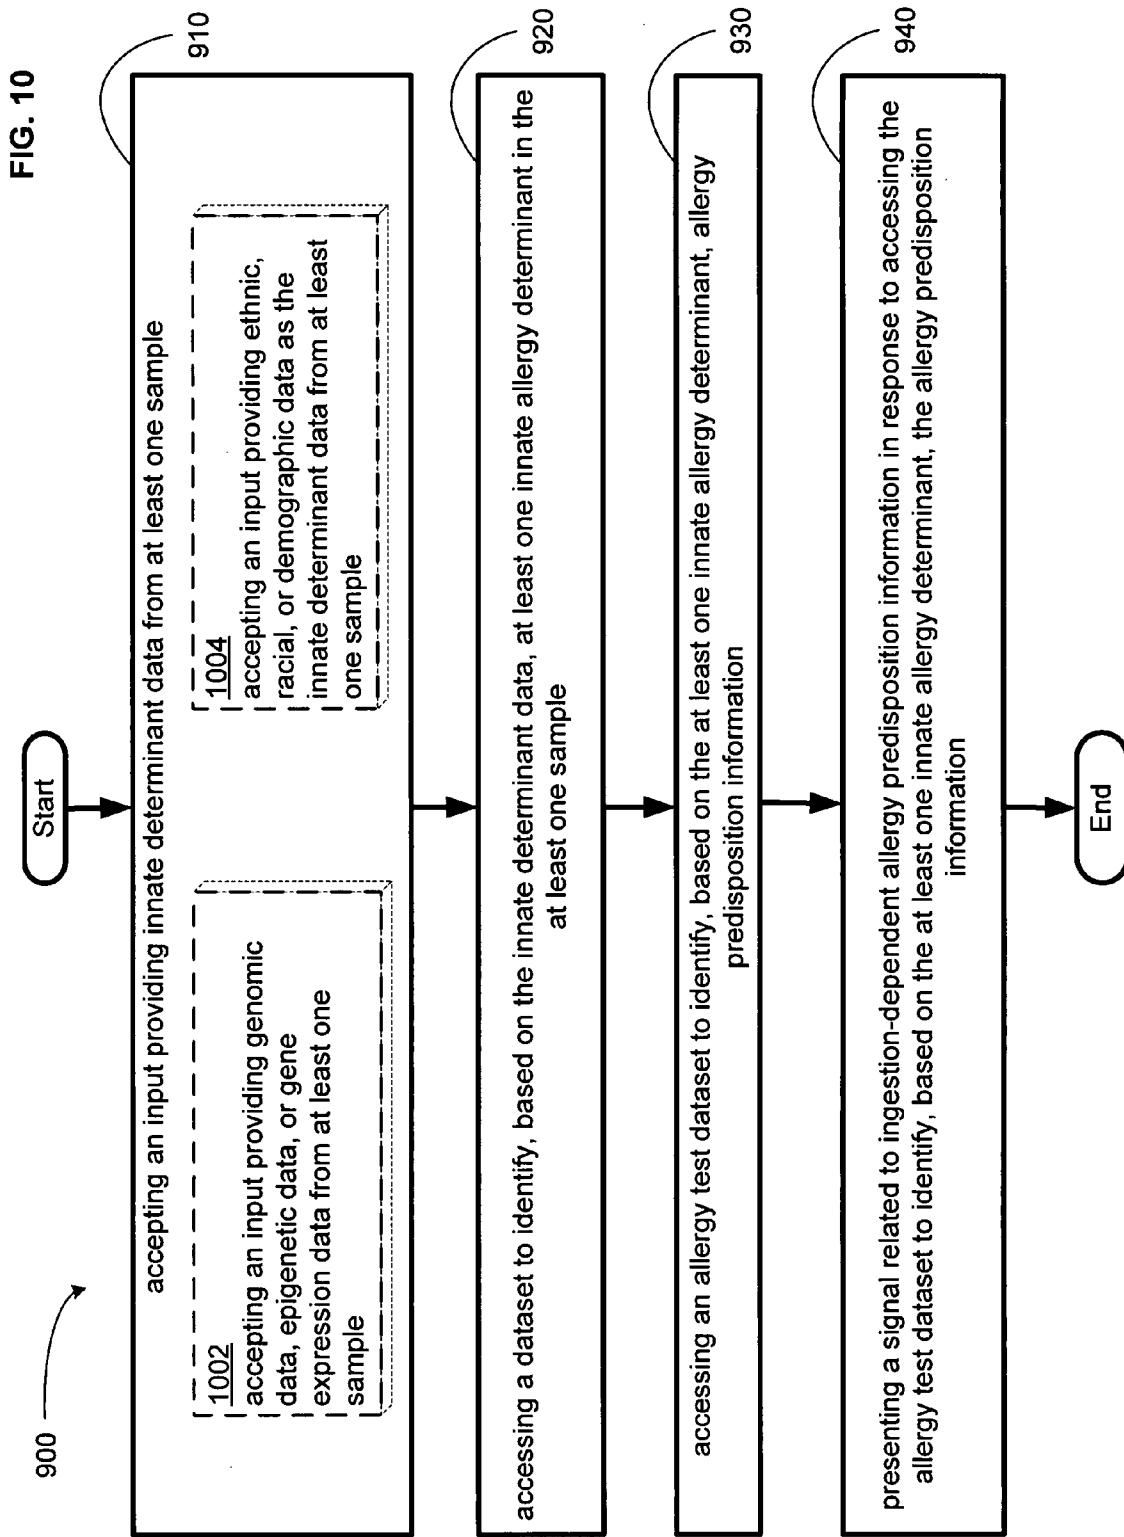 FIG. 10
900
Start
910
accepting an input providing innate determinant data from at least one sample
1002
accepting an input providing genomic
data, epigenetic data, or gene
expression data from at least one
sample
1004
accepting an input providing ethnic,
racial, or demographic data as the
innate determinant data from at least
one sample
920
accessing a dataset to identify, based on the innate determinant data, at least one innate allergy determinant in the
at least one sample
930
accessing an allergy test dataset to identify, based on the at least one innate allergy determinant, allergy
predisposition information
940
presenting a signal related to ingestion-dependent allergy predisposition information in response to accessing the
allergy test dataset to identify, based on the at least one innate allergy determinant, the allergy predisposition
information
End